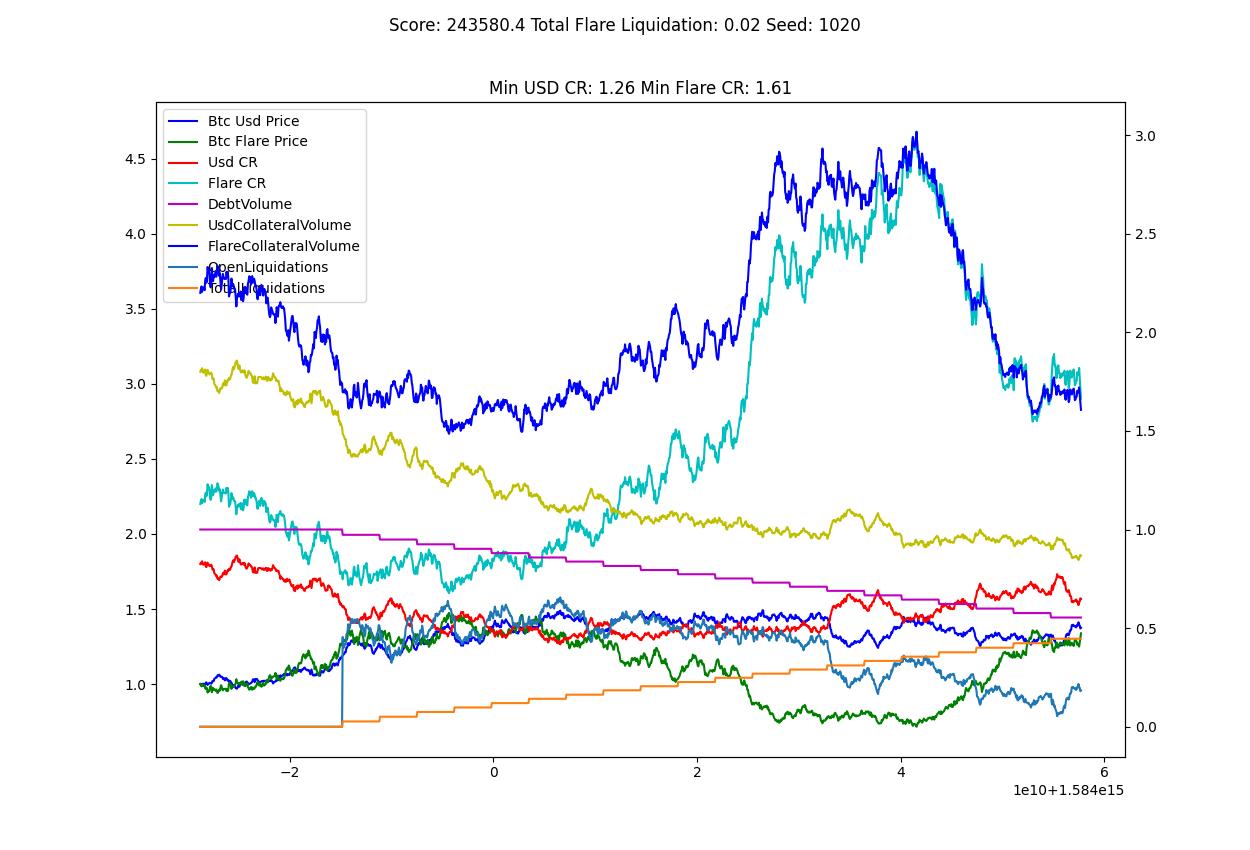 Score: 243580.4 Total Flare Liquidation: 0.02 Seed: 1020
Min USD CR: 1.26 Min Flare CR: 1.61
Btc Usd Price
Btc Flare Price
Usd CR
Flare CR
DebtVolume
UsdCollateralVolume
FlareCollateralVolume
OpenLiquidations
TotalLiquidations
4.5
4.0
3.5
3.0
2.5
2.0
1.5
1.0
3.0
2.5
2.0
1.5
1.0
0.5
0.0
−2
0
2
4
6
1e10+1.584e15